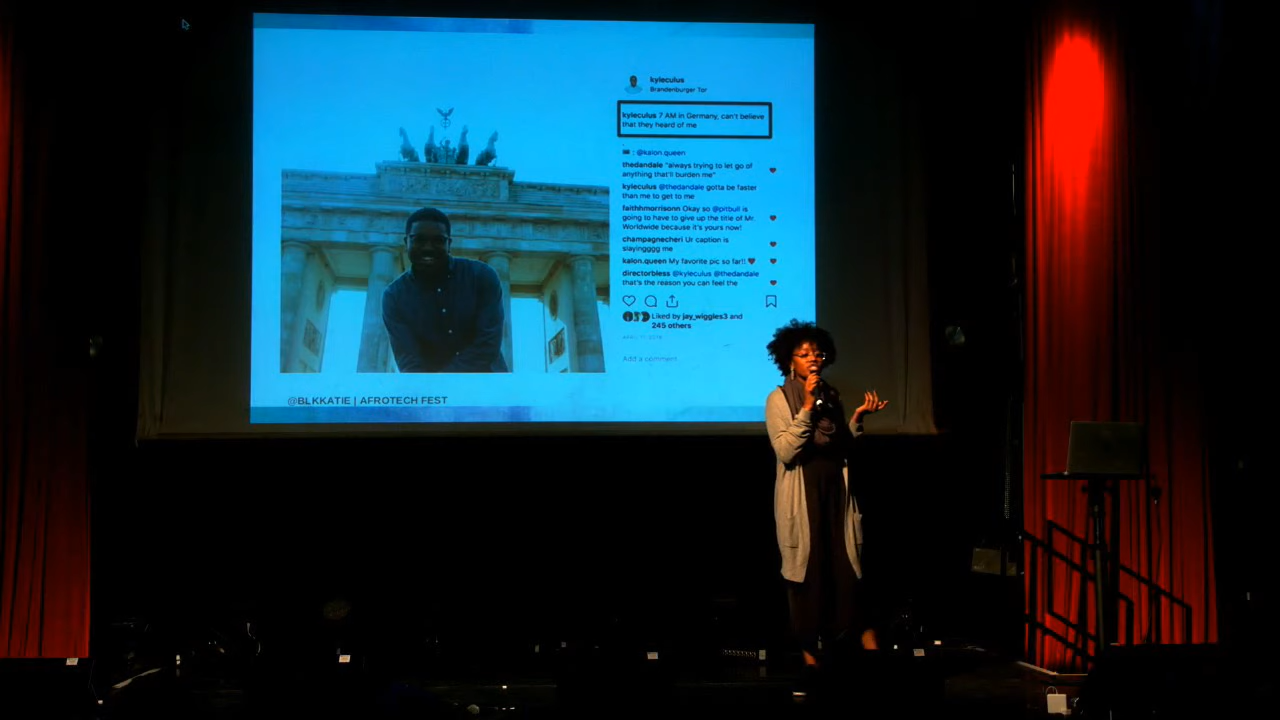 kyleculus
Brandenburger Tor
kyleculus 7 AM in Germany, can't believe
that they heard of me
: @kalon.queen
thedandale "always trying to let go of
anything that'll burden me"
kyleculus @thedandale gotta be faster
than me to get to me
faithhmorrisonn Okay so @pitbull is
going to have to give up the title of Mr.
Worldwide because it's yours now!
champagnecheri Ur caption is
slayingggg me
kalon.queen My favorite pic so far!!
directorbless @kyleculus @thedandale
that's the reason you can feel the
Liked by jay_wiggles3 and
245 others
Add a comment
@BLKKATIE | AFROTECH FEST